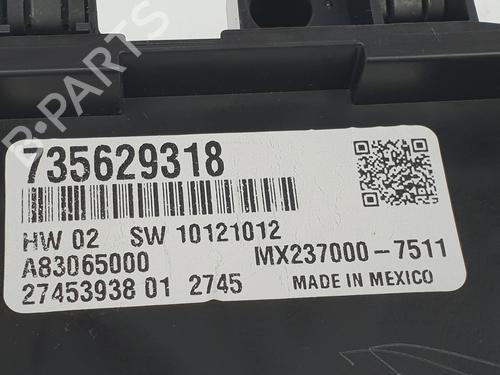 B-PARTS
735629318
HW 02 SW 10121012
A83065000 MX237000-7511
27453938 01 2745 MADE IN MEXICO